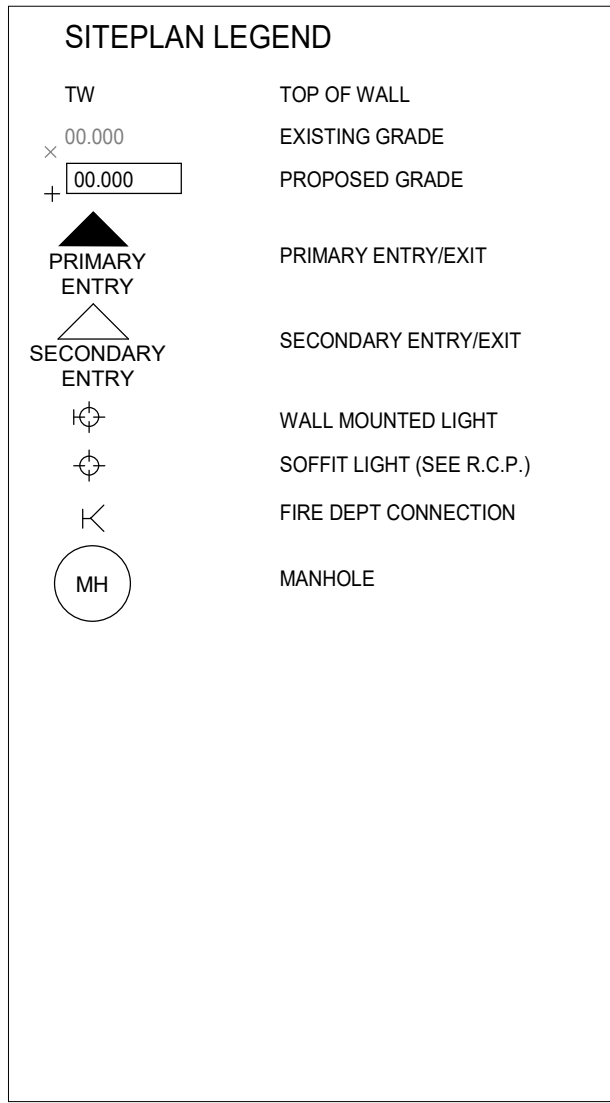 SITEPLAN LEGEND
TW TOP OF WALL
00.000 EXISTING GRADE
00.000 PROPOSED GRADE
PRIMARY
ENTRY
PRIMARY ENTRY/EXIT
SECONDARY
ENTRY
SECONDARY ENTRY/EXIT
WALL MOUNTED LIGHT
SOFFIT LIGHT (SEE R.C.P.)
FIRE DEPT CONNECTION
MH MANHOLE